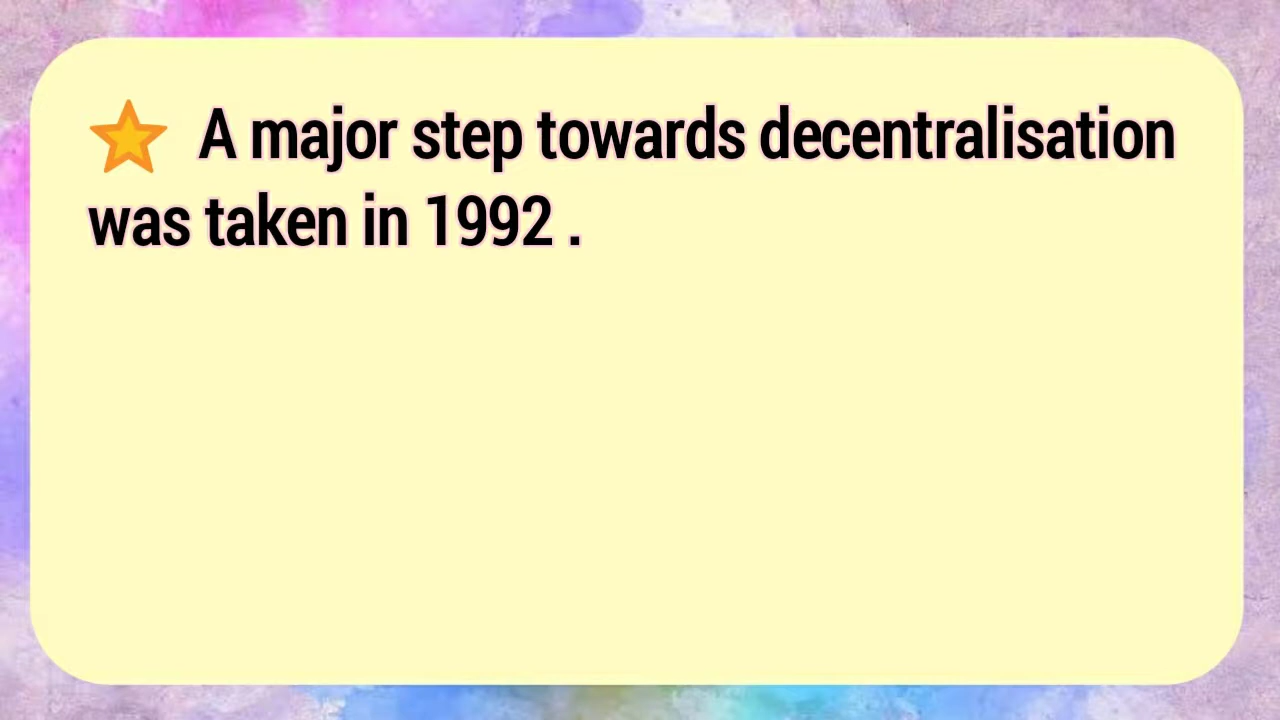 ⭐ A major step towards decentralisation
was taken in 1992 .